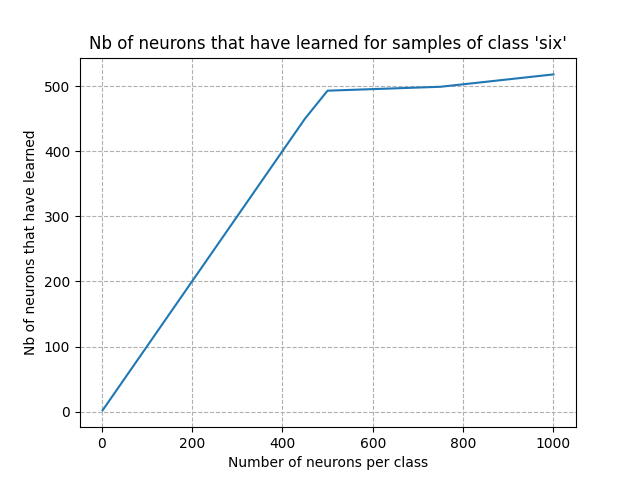 Nb of neurons that have learned for samples of class 'six'
Nb of neurons that have learned
500
400
300
200
100
0
0 200 400 600 800 1000
Number of neurons per class